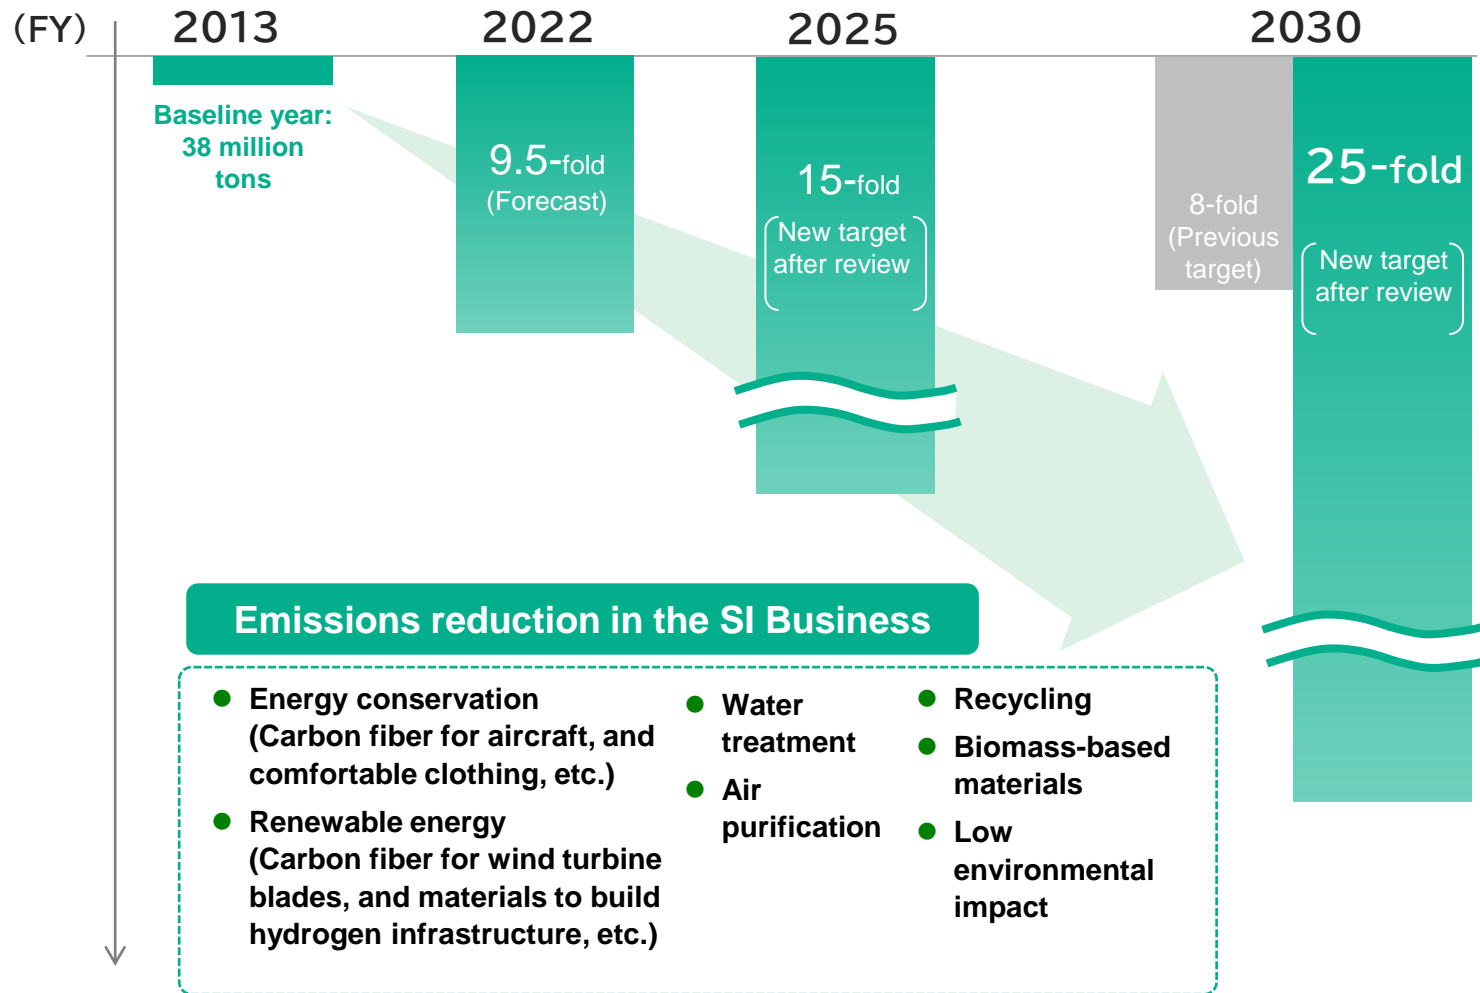 (FY)
2013
2022
2025
2030
Baseline year:
38 million
tons
9.5-fold
(Forecast)
15-fold
New target
after review
8-fold
(Previous
target)
25-fold
New target
after review
Emissions reduction in the SI Business
● Energy conservation
(Carbon fiber for aircraft, and
comfortable clothing, etc.)
● Renewable energy
(Carbon fiber for wind turbine
blades, and materials to build
hydrogen infrastructure, etc.)
● Water
treatment
● Air
purification
● Recycling
● Biomass-based
materials
● Low
environmental
impact